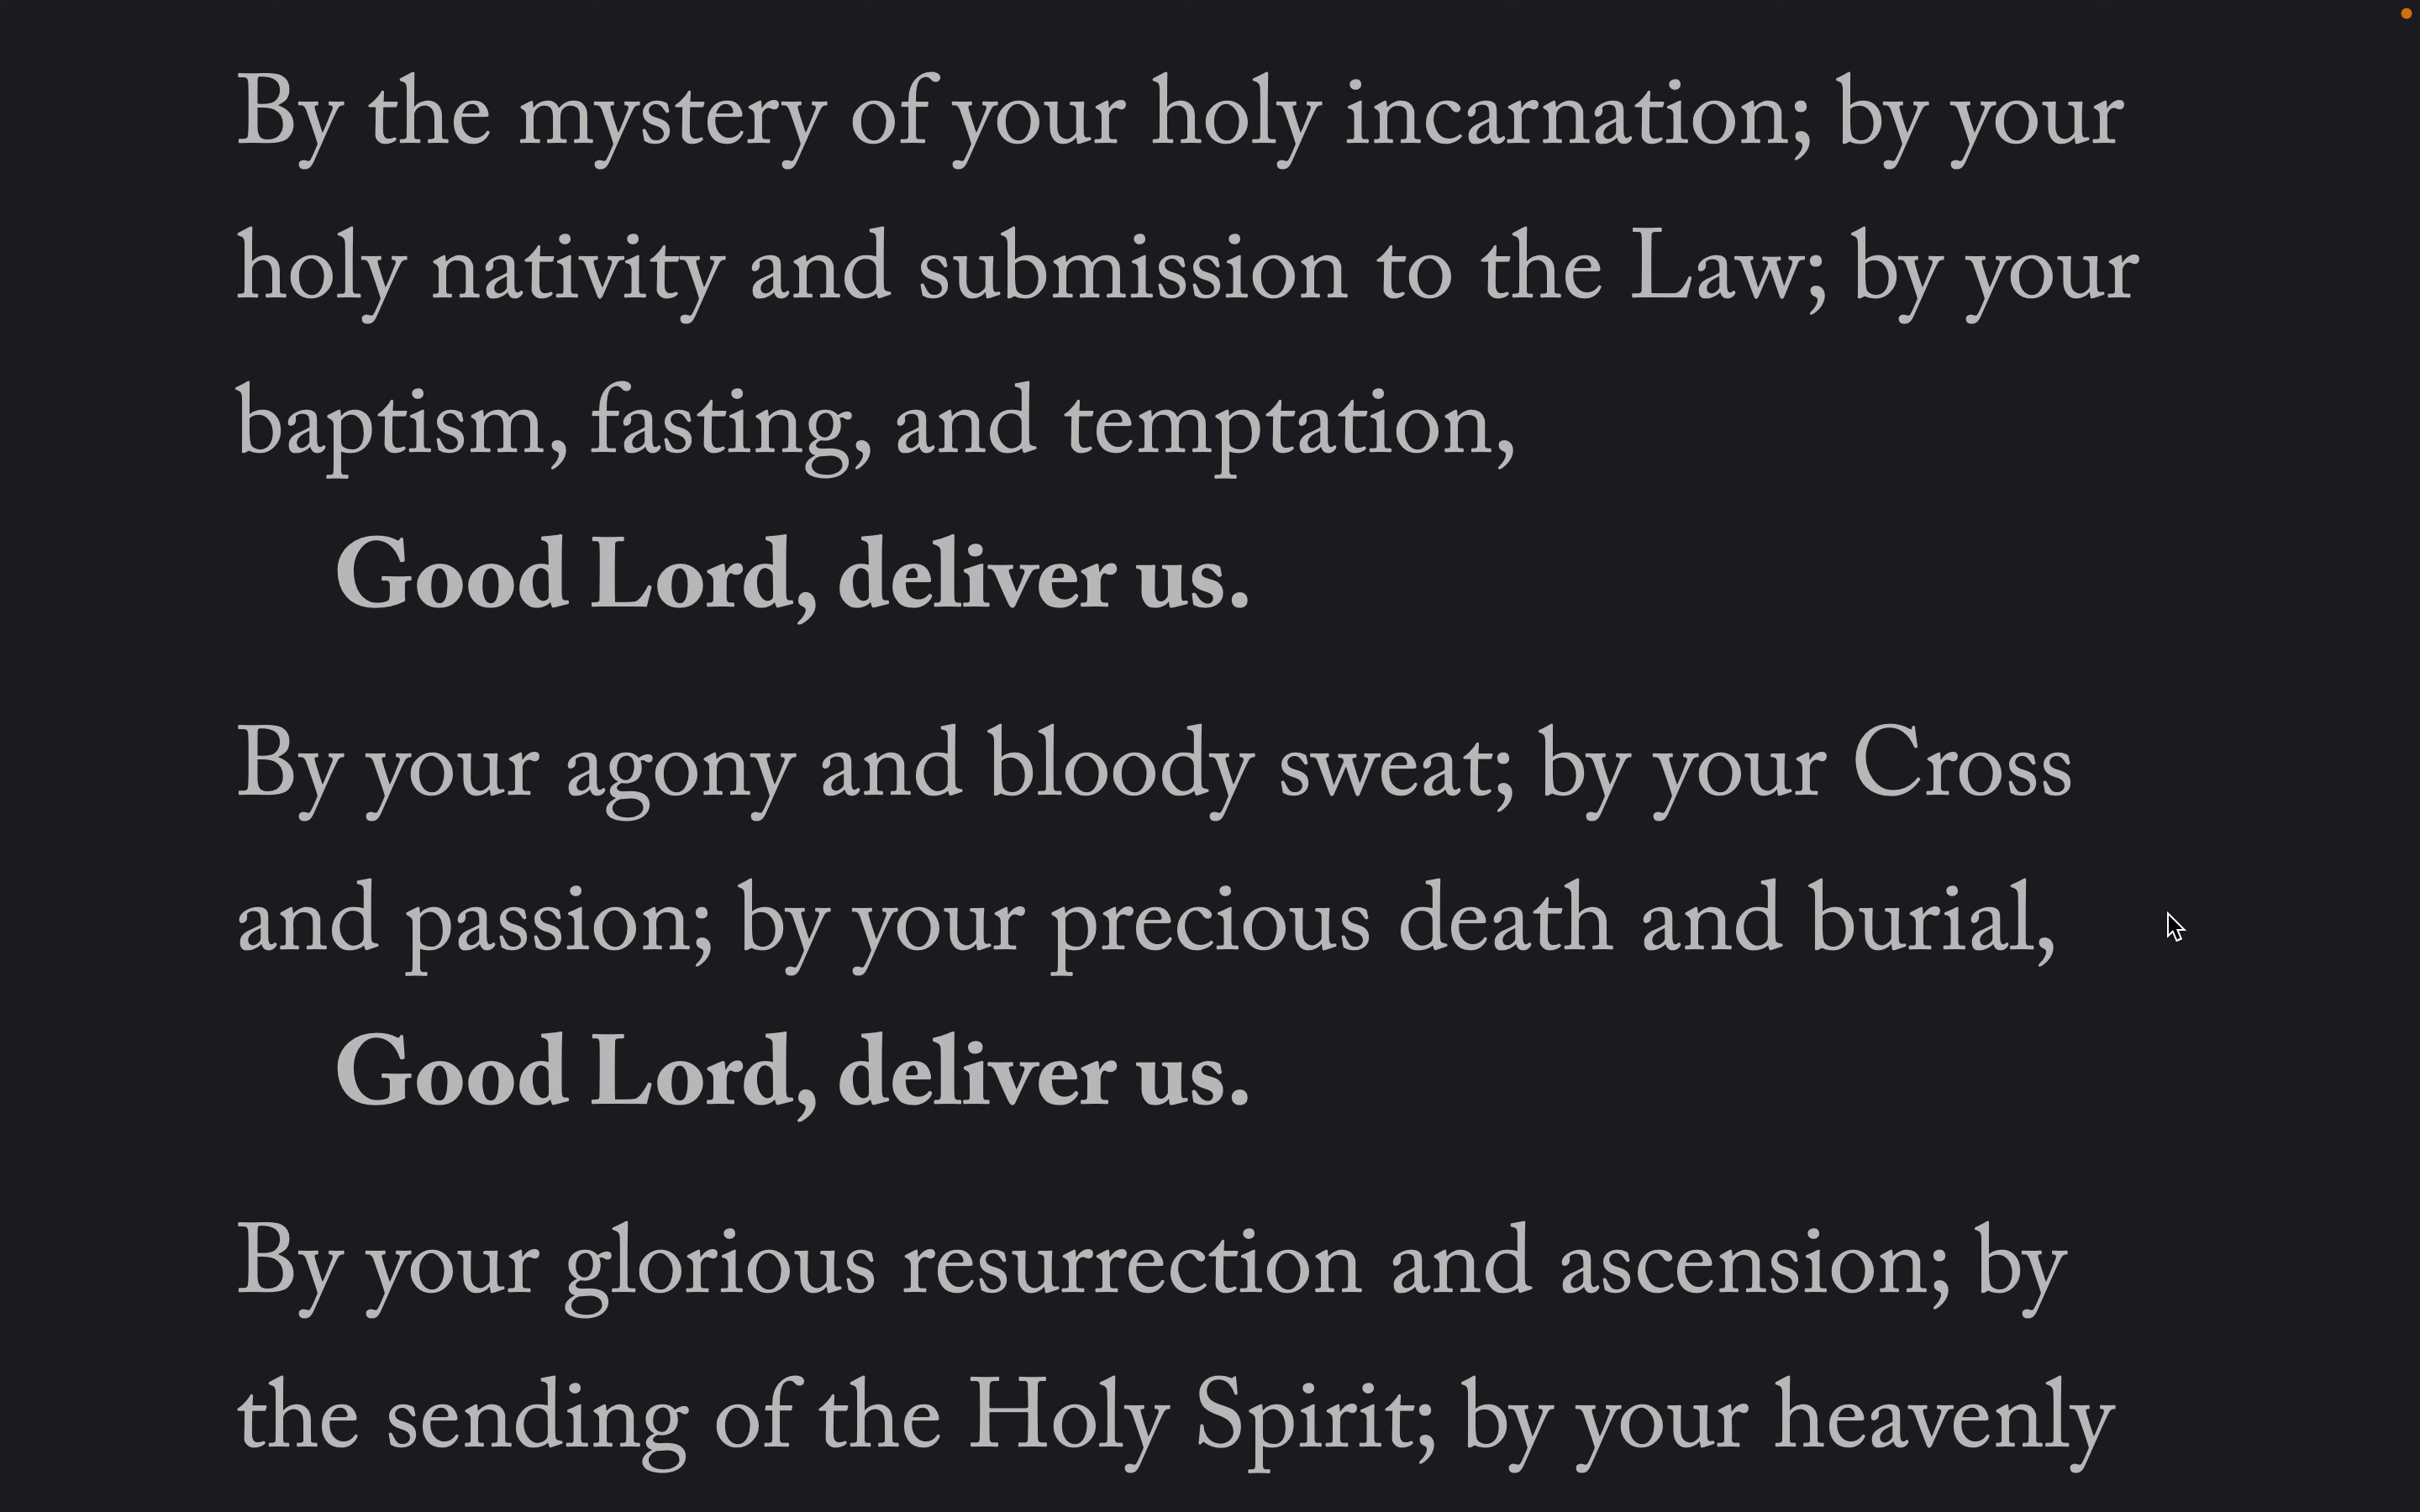 By the mystery of your holy incarnation; by your
holy nativity and submission to the Law; by your
baptism, fasting, and temptation,
Good Lord, deliver us.
By your agony and bloody sweat; by your Cross
and passion; by your precious death and burial,
Good Lord, deliver us.
By your glorious resurrection and ascension; by
the sending of the Holy Spirit; by your heavenly